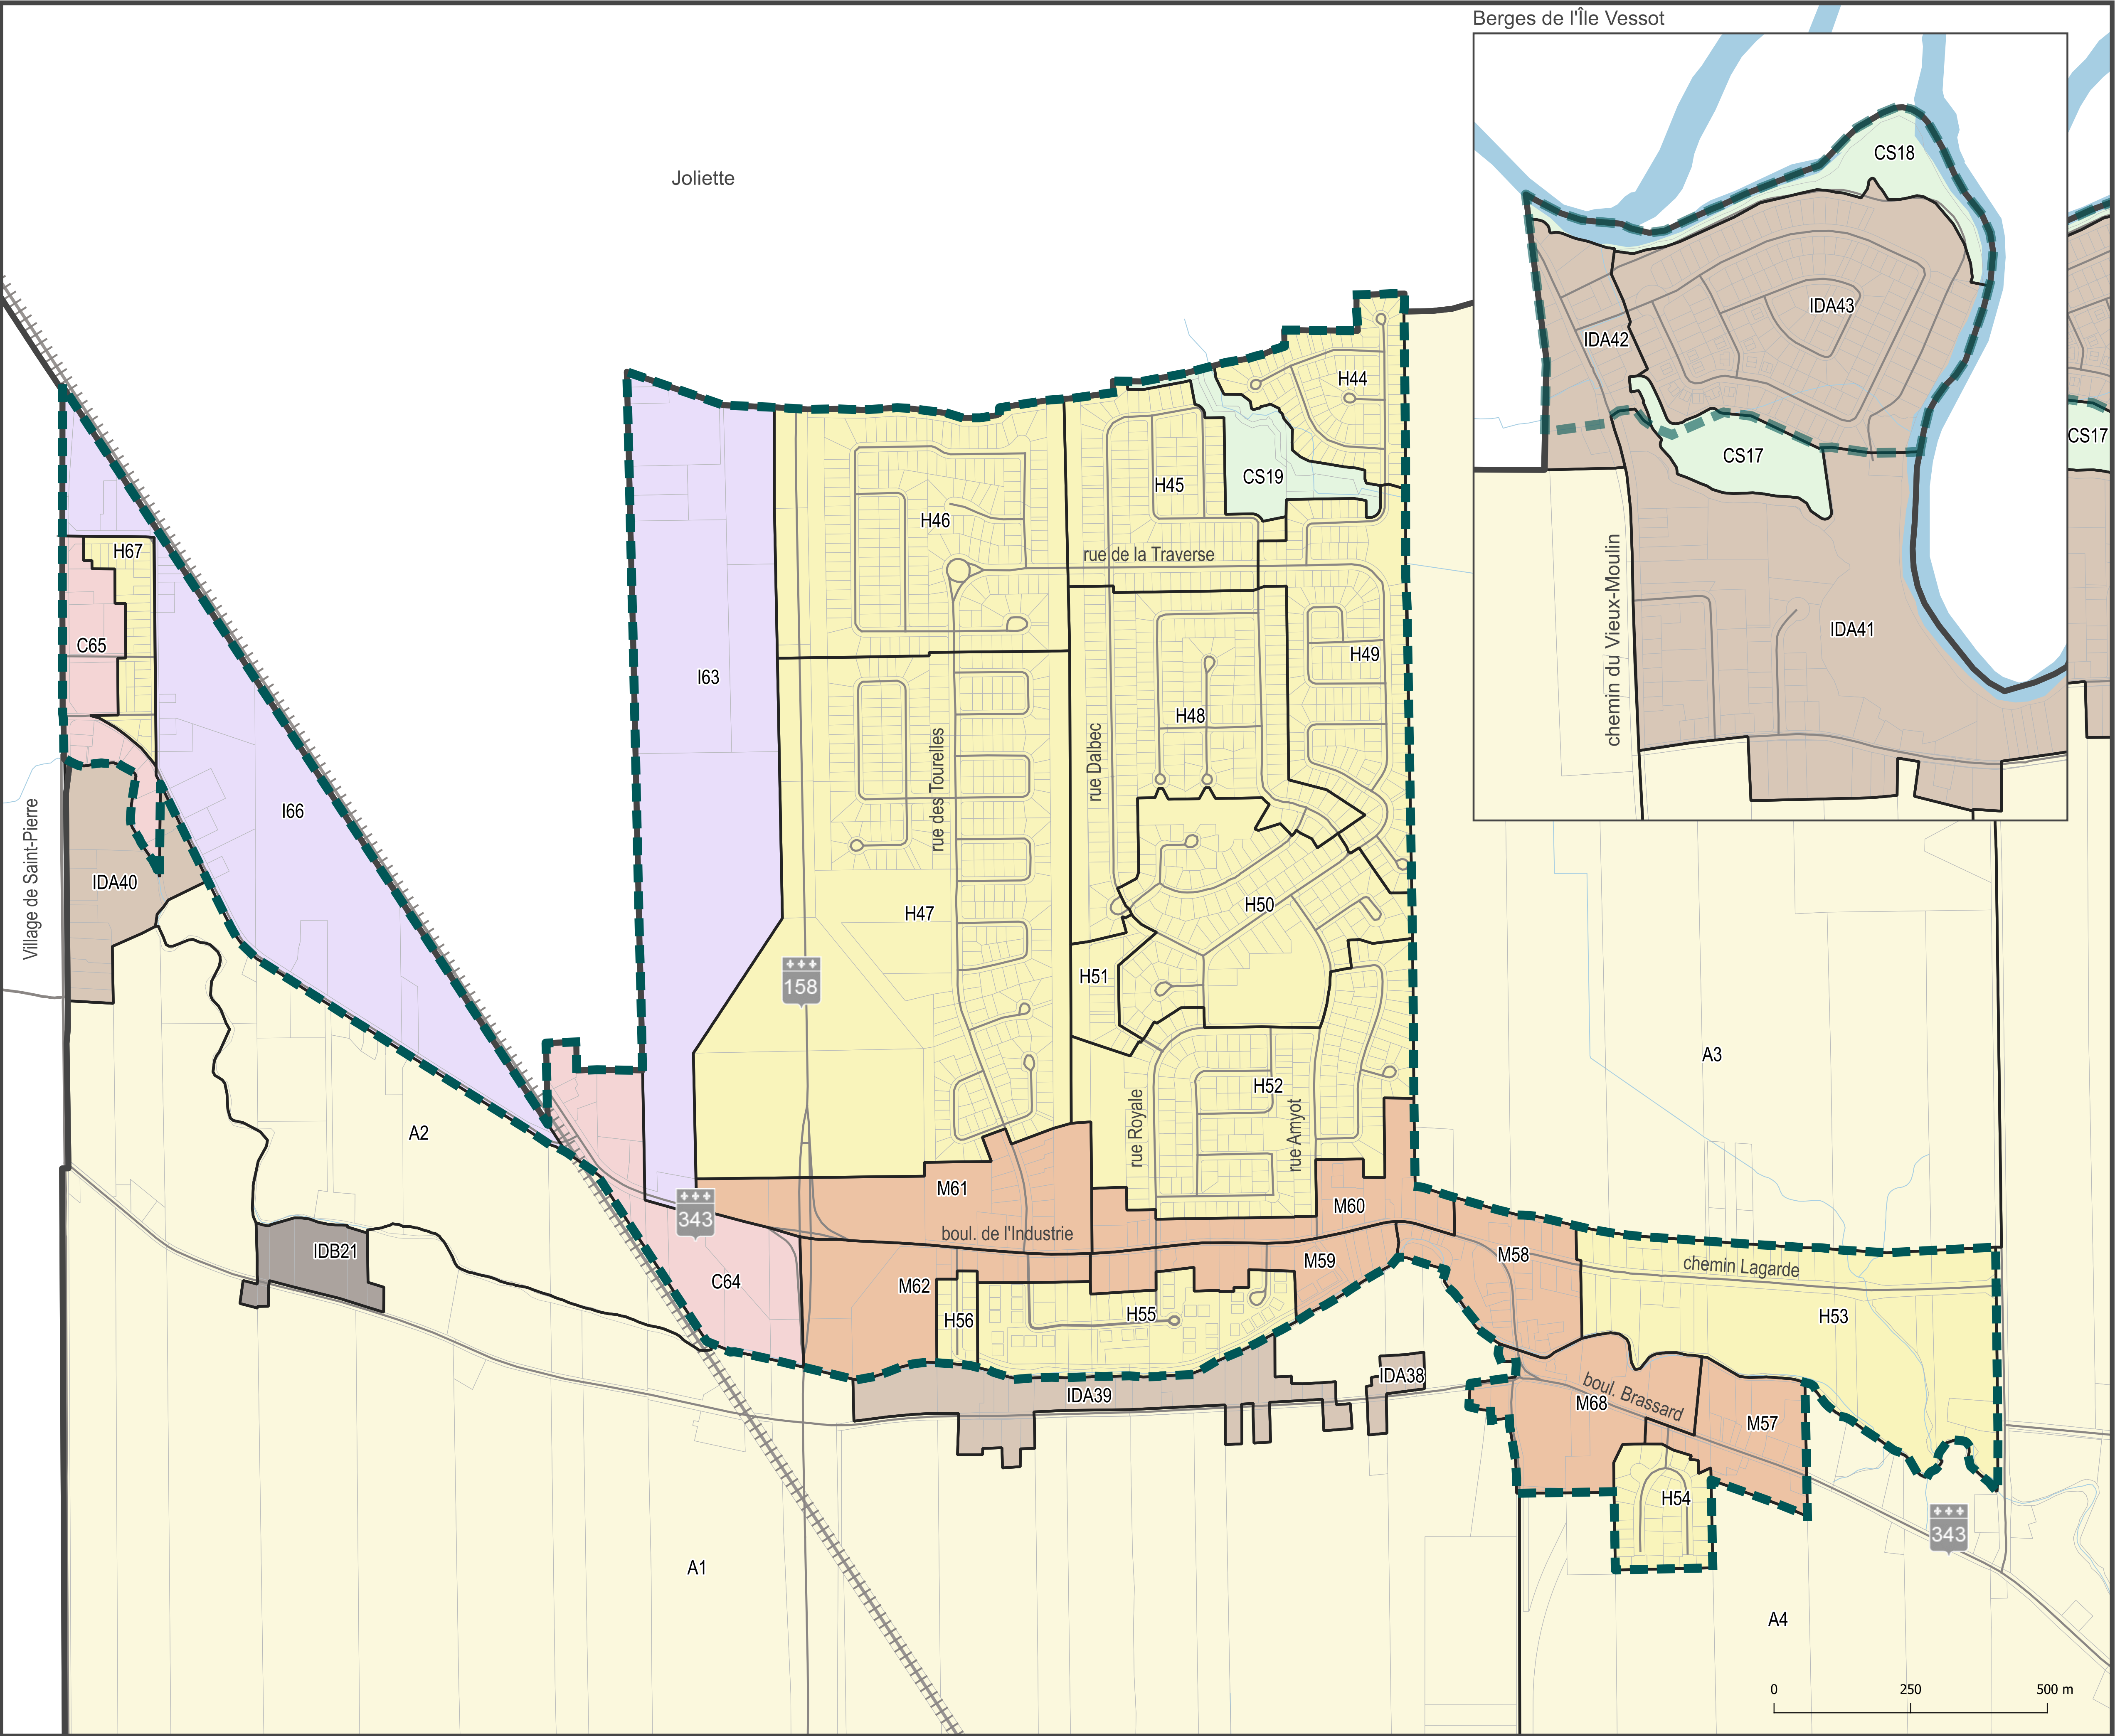 Berges de l'Île Vessot
Joliette
CS18
IDA43
IDA42
CS17
CS17
IDA41
chemin du Vieux-Moulin
H44
H45
CS19
H46
rue de la Traverse
H67
C65
I63
H49
H48
rue Dalbec
rue des Tourelles
I66
Village de Saint-Pierre
IDA40
H50
H47
H51
158
A3
H52
rue Royale
rue Amyot
A2
M61
M60
343
boul. de l'Industrie
IDB21
M58
M59
chemin Lagarde
C64
M62
H56
H55
H53
IDA38
IDA39
boul. Brassard
M68
M57
H54
343
A1
A4
0 250 500 m